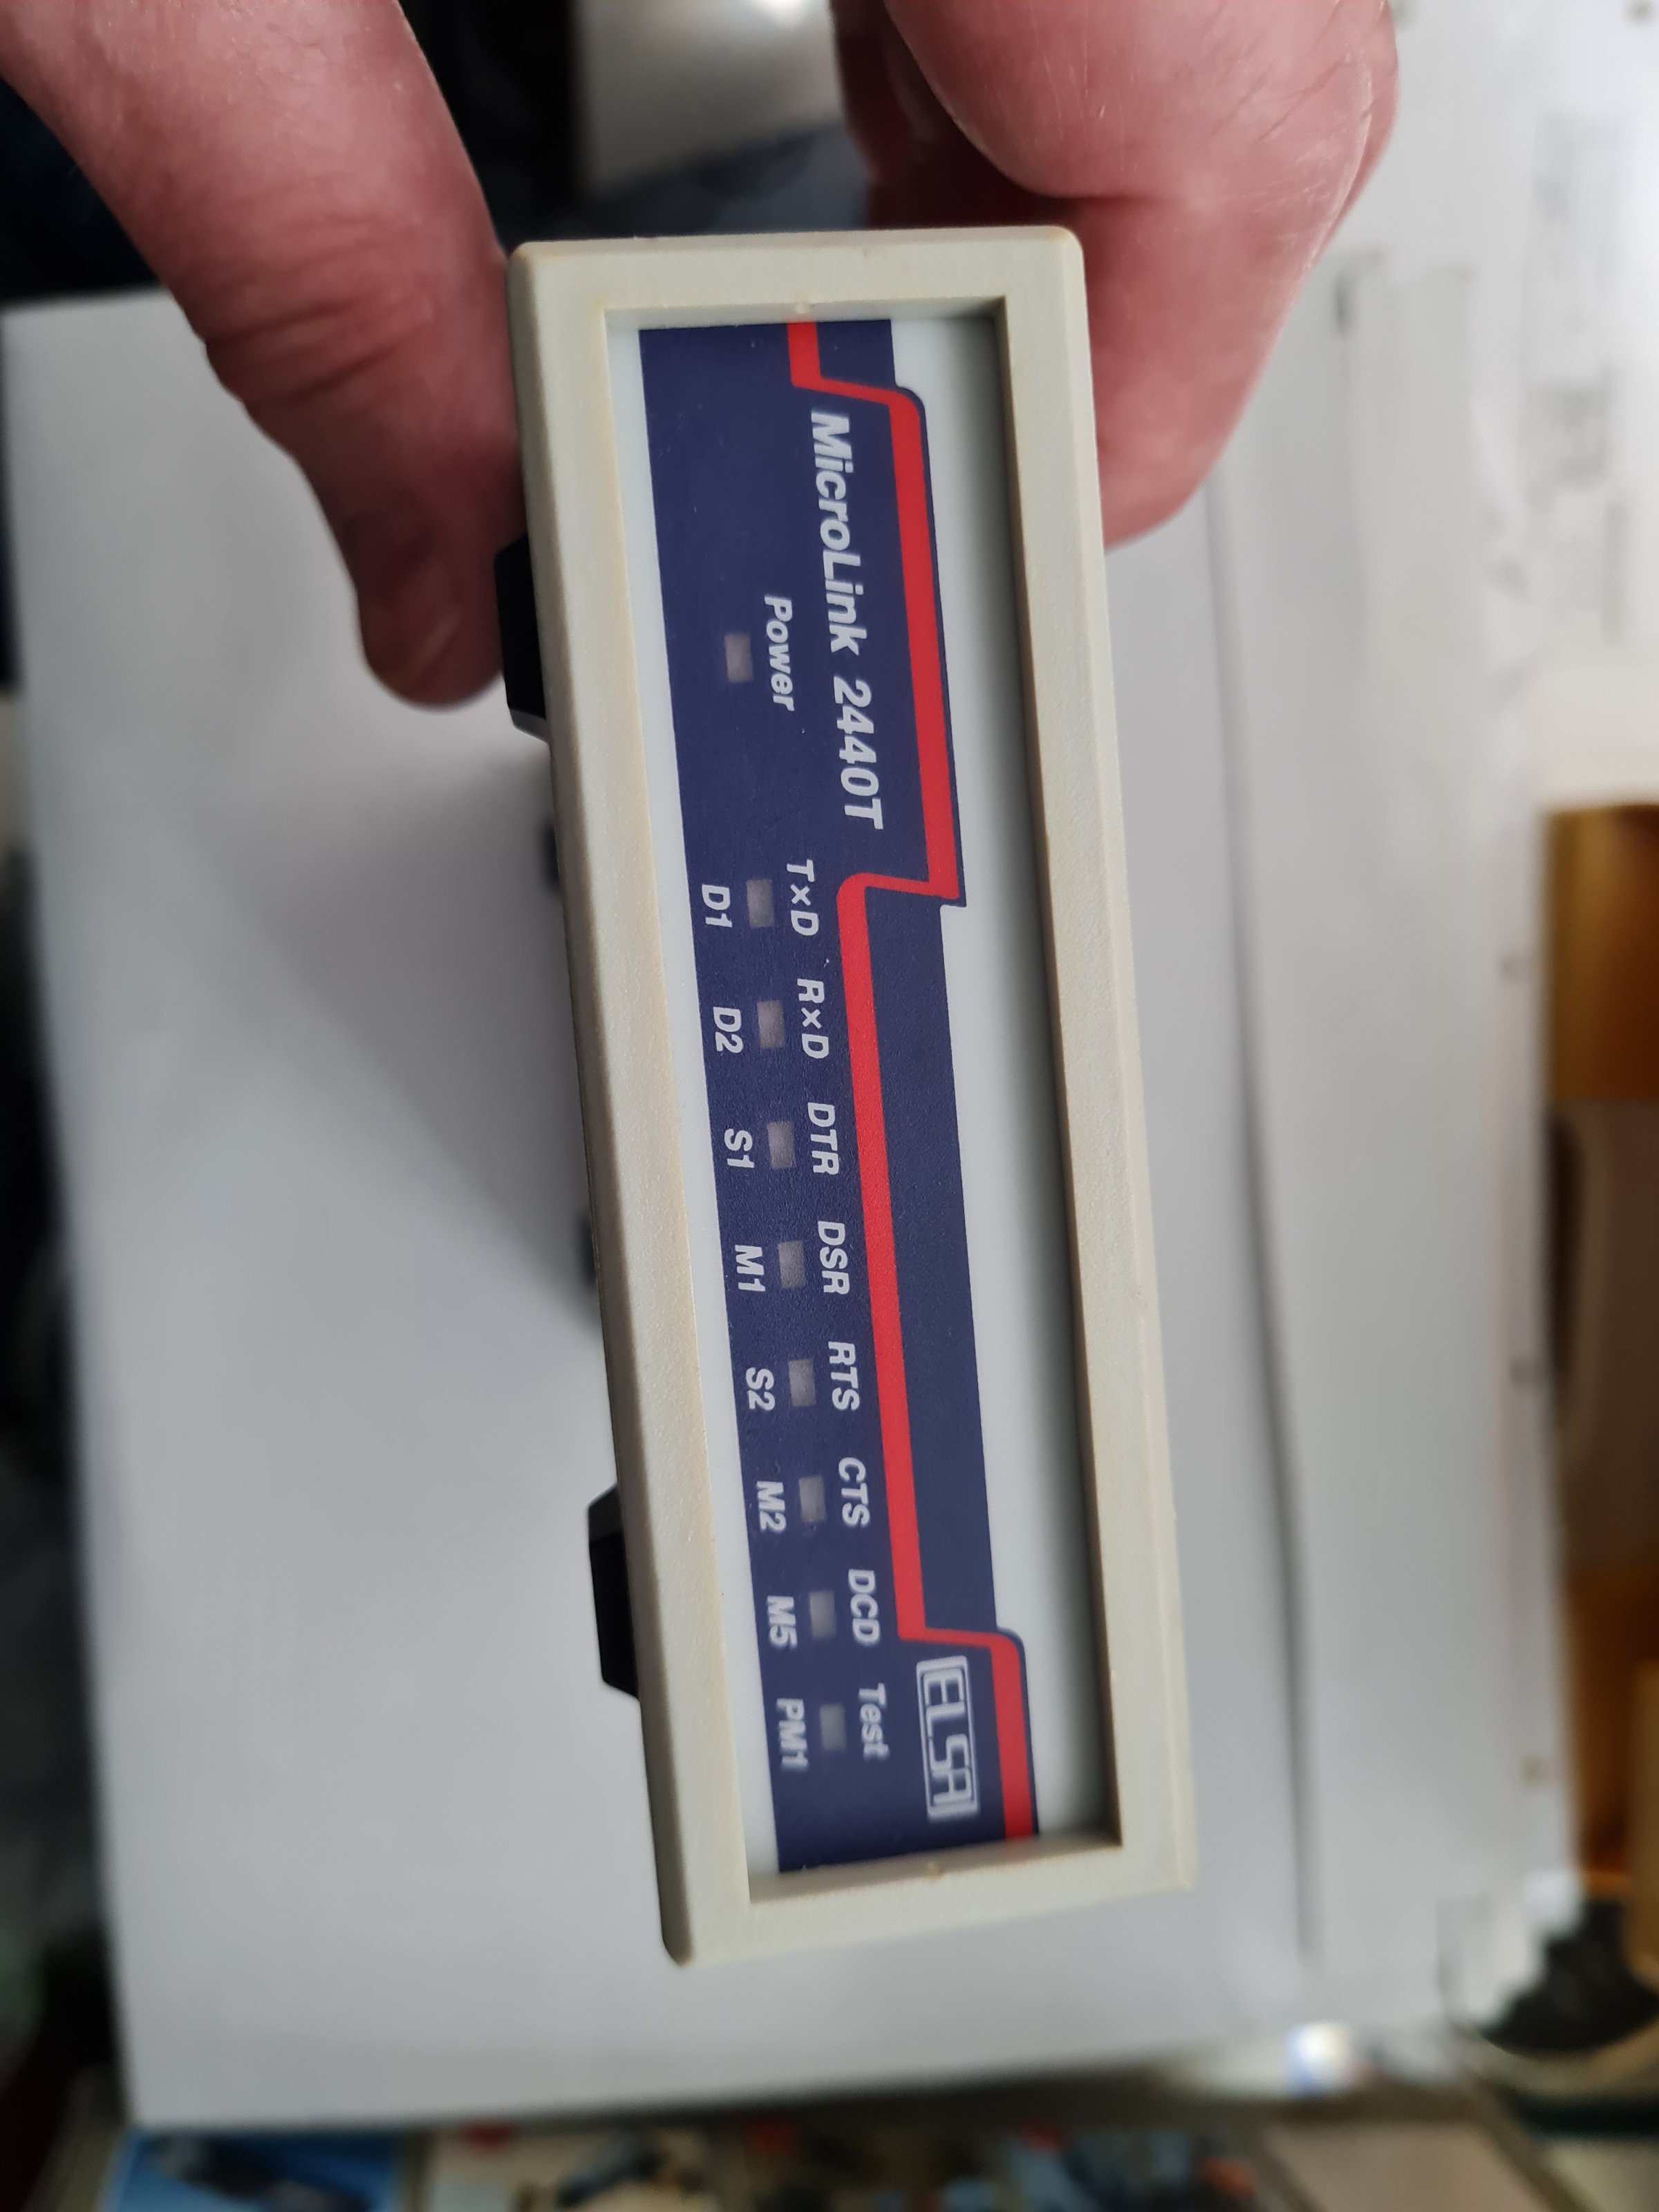 MicroLink 2440T
ELSA
Power TxD RxD DTR DSR RTS CTS DCD Test
D1 D2 S1 M1 S2 M2 M5 PM1